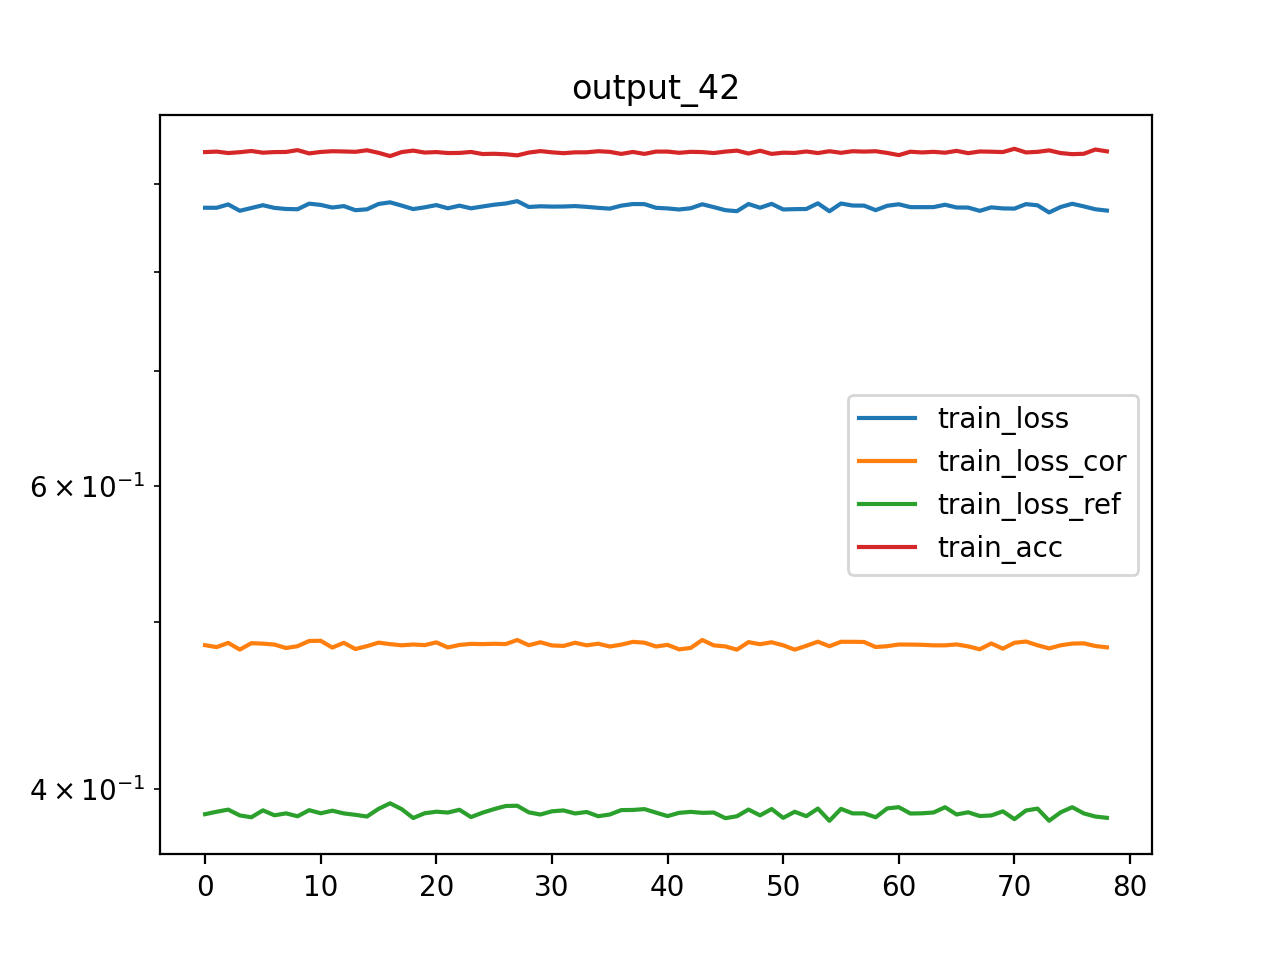 output_42
train_loss
train_loss_cor
train_loss_ref
train_acc
6 × 10⁻¹
4 × 10⁻¹
0 10 20 30 40 50 60 70 80